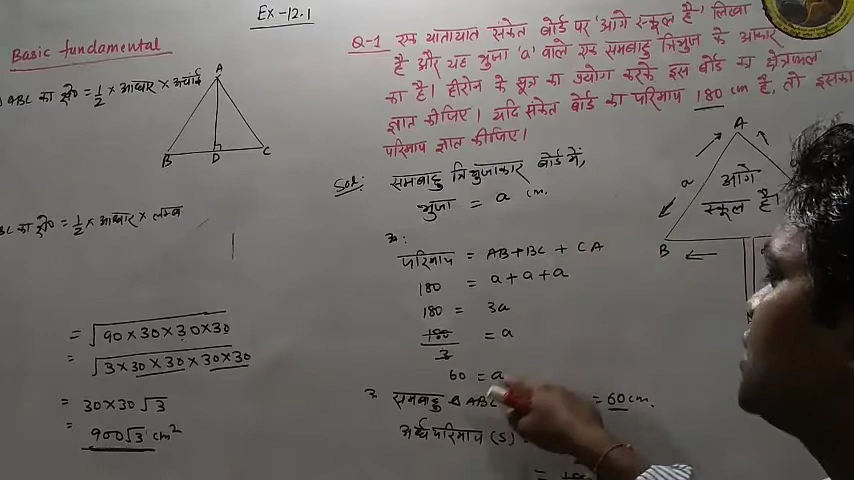 Ex-12.1
Basic fundamental
ABC का क्षे० = 1/2 × आधार × ऊंचाई
A
B D C
BC का क्षे० = 1/2 × आधार × लम्ब
= √90×30×30×30
= √3×30×30×30×30
= 30×30√3
= 900√3 cm²
Q-1 एक यातायात संकेत बोर्ड पर 'आगे स्कूल है' लिखा
है और यह भुजा 'a' वाले एक समबाहु त्रिभुज के आकार
का है। हीरोन के सूत्र का प्रयोग करके इस बोर्ड का क्षेत्रफल
ज्ञात कीजिए। यदि संकेत बोर्ड का परिमाप 180 cm है, तो इसका
परिमाप ज्ञात कीजिए।
Sol: समबाहु त्रिभुजाकार बोर्ड में,
भुजा = a cm.
∴
परिमाप = AB+BC + CA
180 = a+a+a
180 = 3a
180/3 = a
60 = a
∴ समबाहु Δ ABC = 60 cm.
अर्धपरिमाप (S) =
A
a
आगे
स्कूल है।
B